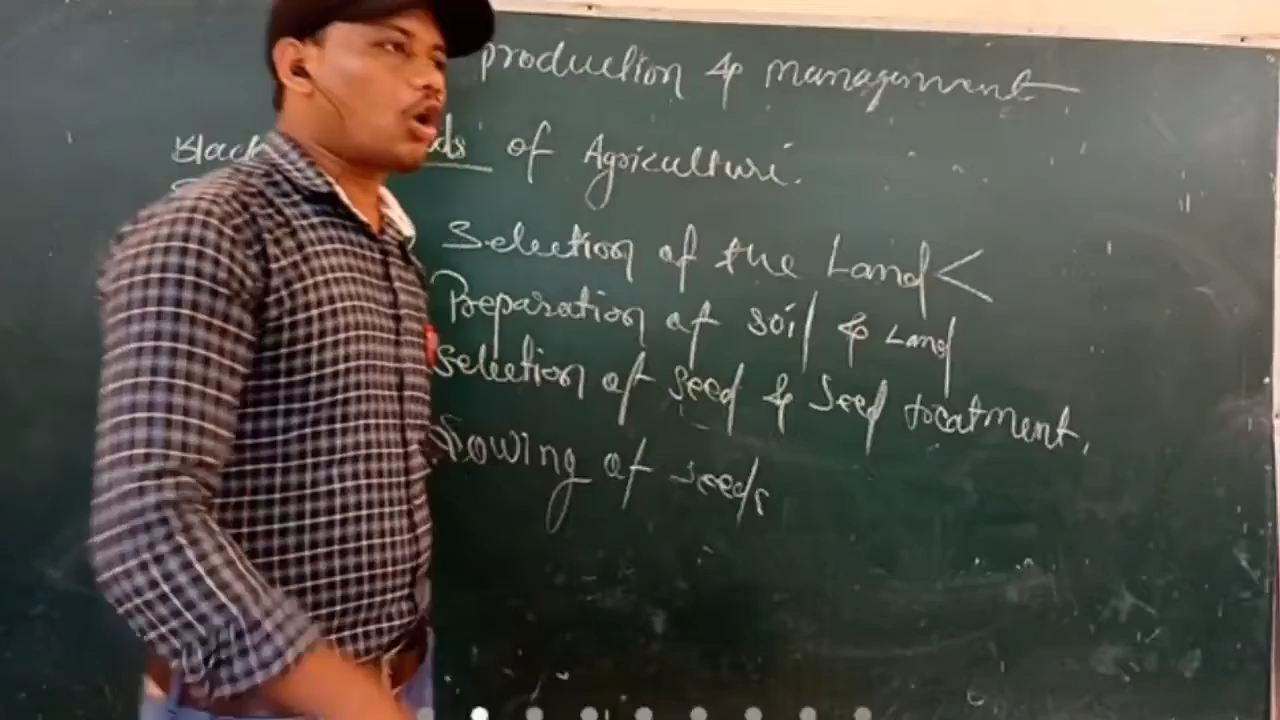 production & management
of Agriculture.
Selection of the Land <
Preparation of soil & Land
Selection of seed & Seed treatment,
Sowing of seeds